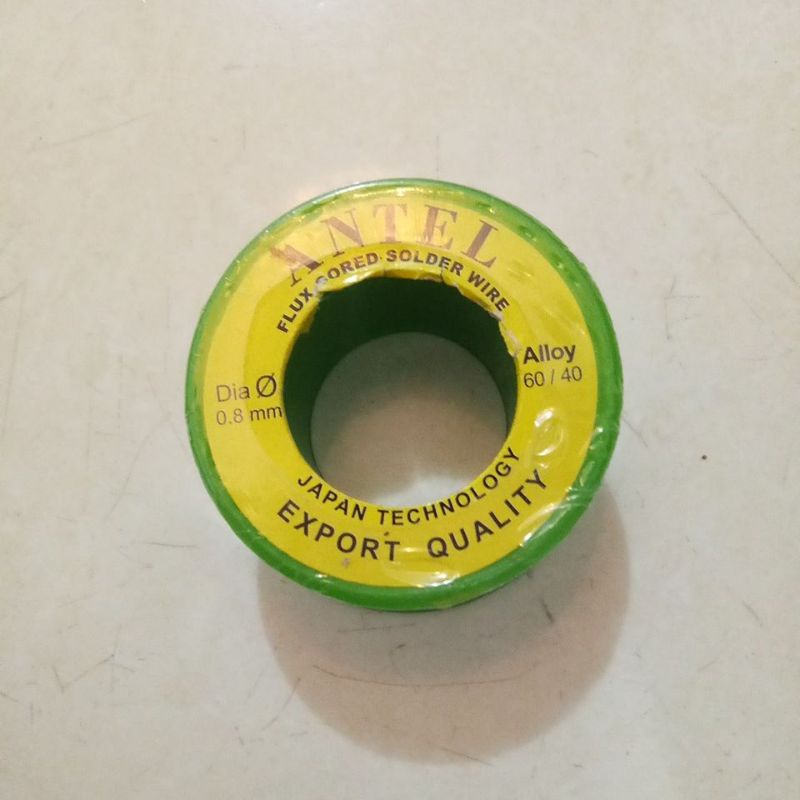 ANTEL
FLUX CORED SOLDER WIRE
Dia Ø
0.8 mm
Alloy
60 / 40
JAPAN TECHNOLOGY
EXPORT QUALITY